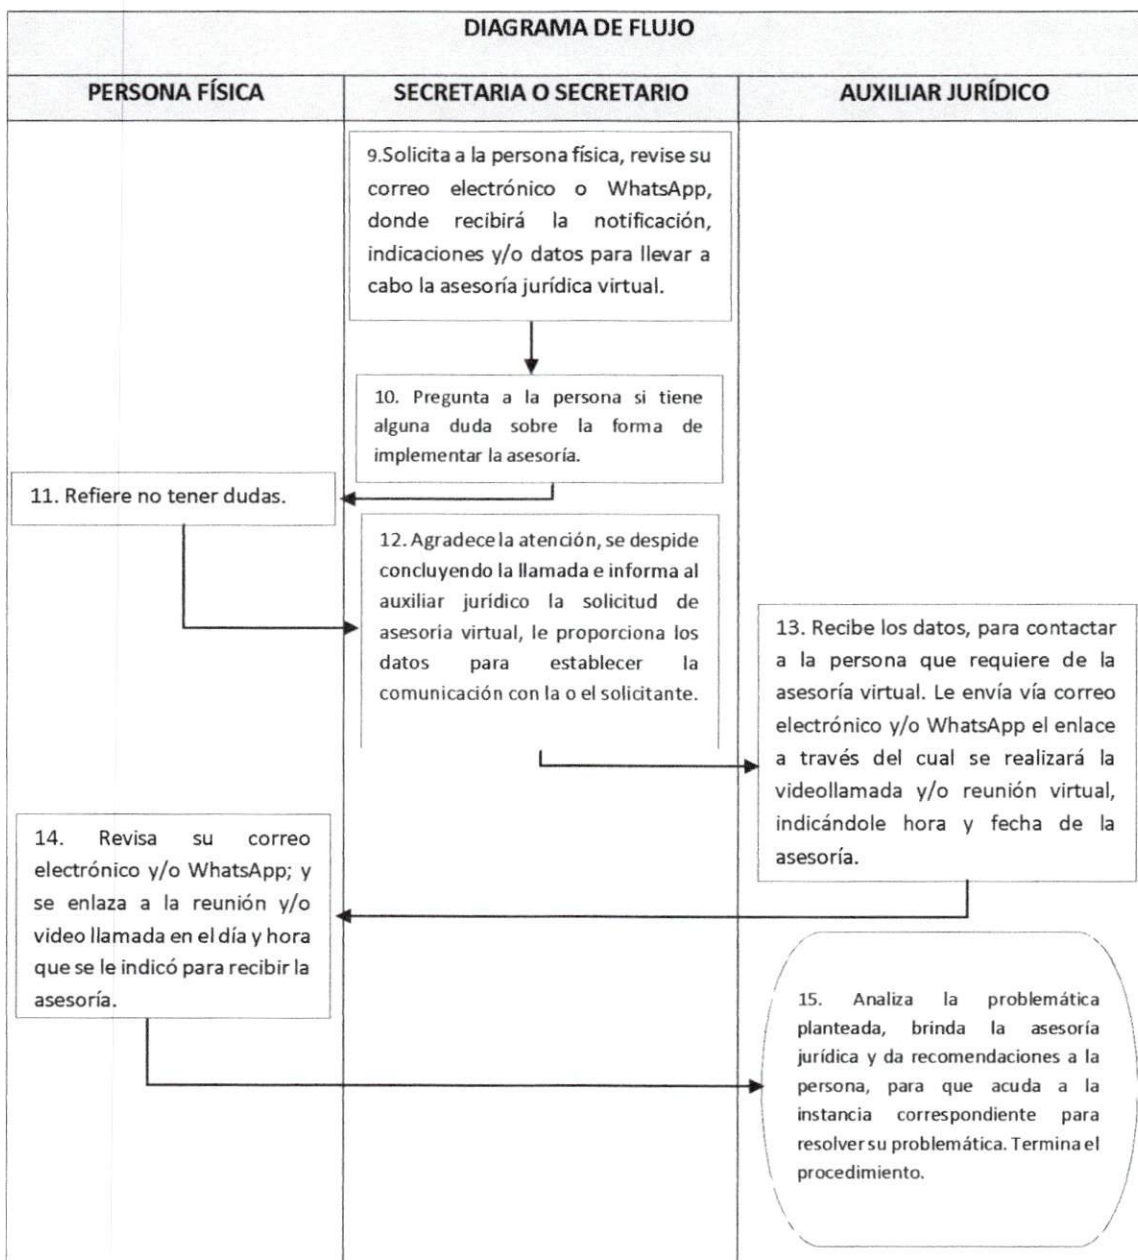 DIAGRAMA DE FLUJO
PERSONA FÍSICA
SECRETARIA O SECRETARIO
AUXILIAR JURÍDICO
9.Solicita a la persona física, revise su
correo electrónico o WhatsApp,
donde recibirá la notificación,
indicaciones y/o datos para llevar a
cabo la asesoría jurídica virtual.
10. Pregunta a la persona si tiene
alguna duda sobre la forma de
implementar la asesoría.
11. Refiere no tener dudas.
12. Agradece la atención, se despide
concluyendo la llamada e informa al
auxiliar jurídico la solicitud de
asesoría virtual, le proporciona los
datos para establecer la
comunicación con la o el solicitante.
13. Recibe los datos, para contactar
a la persona que requiere de la
asesoría virtual. Le envía vía correo
electrónico y/o WhatsApp el enlace
a través del cual se realizará la
videollamada y/o reunión virtual,
indicándole hora y fecha de la
asesoría.
14. Revisa su correo
electrónico y/o WhatsApp; y
se enlaza a la reunión y/o
video llamada en el día y hora
que se le indicó para recibir la
asesoría.
15. Analiza la problemática
planteada, brinda la asesoría
jurídica y da recomendaciones a la
persona, para que acuda a la
instancia correspondiente para
resolver su problemática. Termina el
procedimiento.